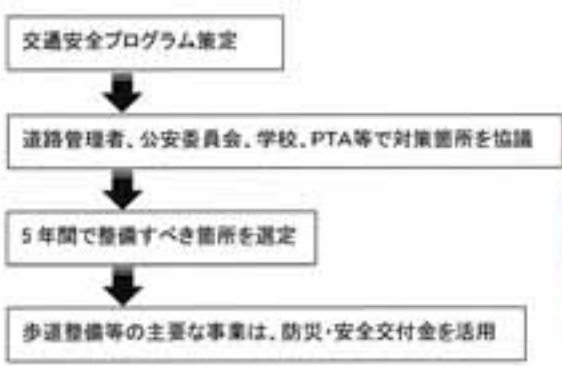 交通安全プログラム策定
道路管理者、公安委員会、学校、PTA等で対策箇所を協議
5年間で整備すべき箇所を選定
歩道整備等の主要な事業は、防災・安全交付金を活用